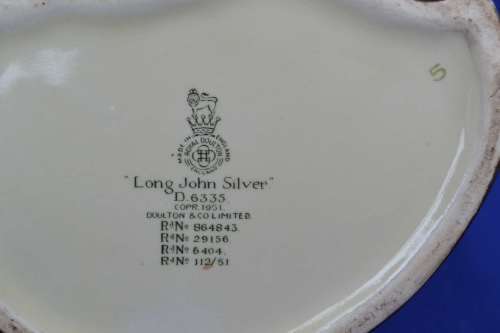 5
MADE IN ENGLAND
ROYAL DOULTON
ENGLAND
"Long John Silver"
D.6335
COPR.1951.
DOULTON & CO LIMITED.
Rd No 864843.
Rd No 29156
Rd No 6404.
Rd No 112/51